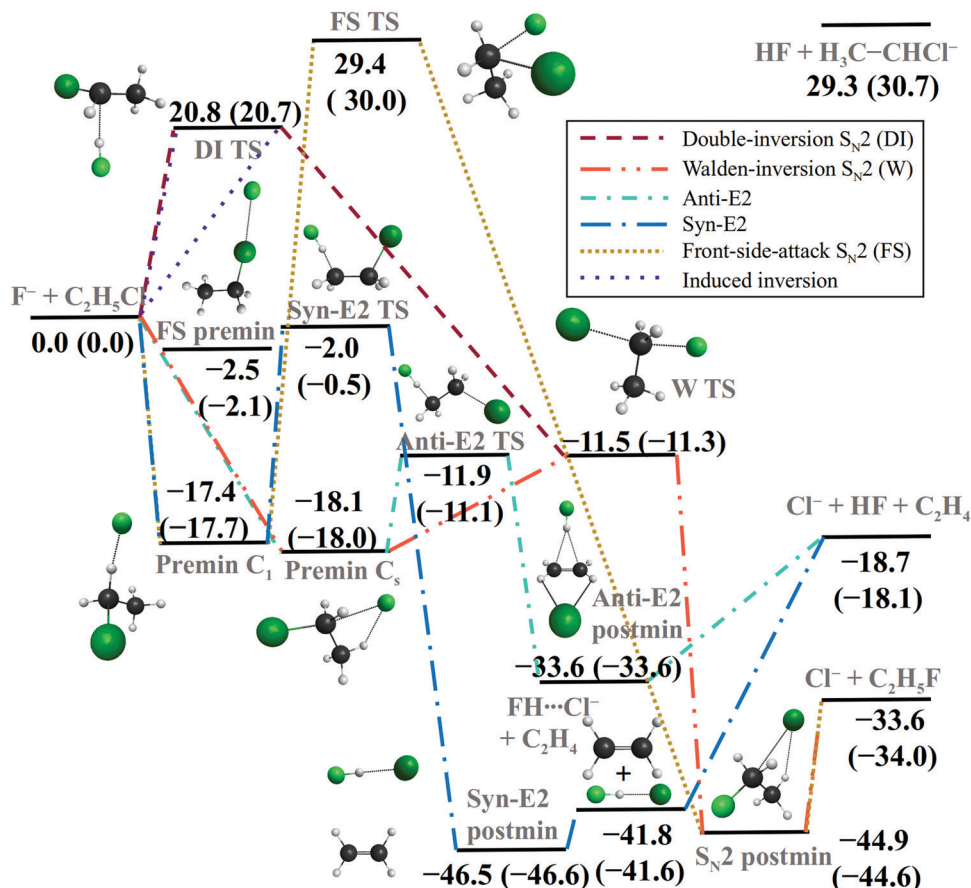 FS TS
29.4
( 30.0)
HF + H₃C−CHCl⁻
29.3 (30.7)
20.8 (20.7)
DI TS
Double-inversion Sₙ2 (DI)
Walden-inversion Sₙ2 (W)
Anti-E2
Syn-E2
Front-side-attack Sₙ2 (FS)
Induced inversion
F⁻ + C₂H₅Cl
0.0 (0.0)
FS premin
−2.5
(−2.1)
Syn-E2 TS
−2.0
(−0.5)
W TS
−11.5 (−11.3)
Anti-E2 TS
−11.9
(−11.1)
−17.4
(−17.7)
Premin C₁
−18.1
(−18.0)
Premin Cₛ
Cl⁻ + HF + C₂H₄
−18.7
(−18.1)
Anti-E2
postmin
−33.6 (−33.6)
FH···Cl⁻
+ C₂H₄
+
Cl⁻ + C₂H₅F
−33.6
(−34.0)
Syn-E2
postmin
−46.5 (−46.6)
−41.8
(−41.6)
Sₙ2 postmin
−44.9
(−44.6)